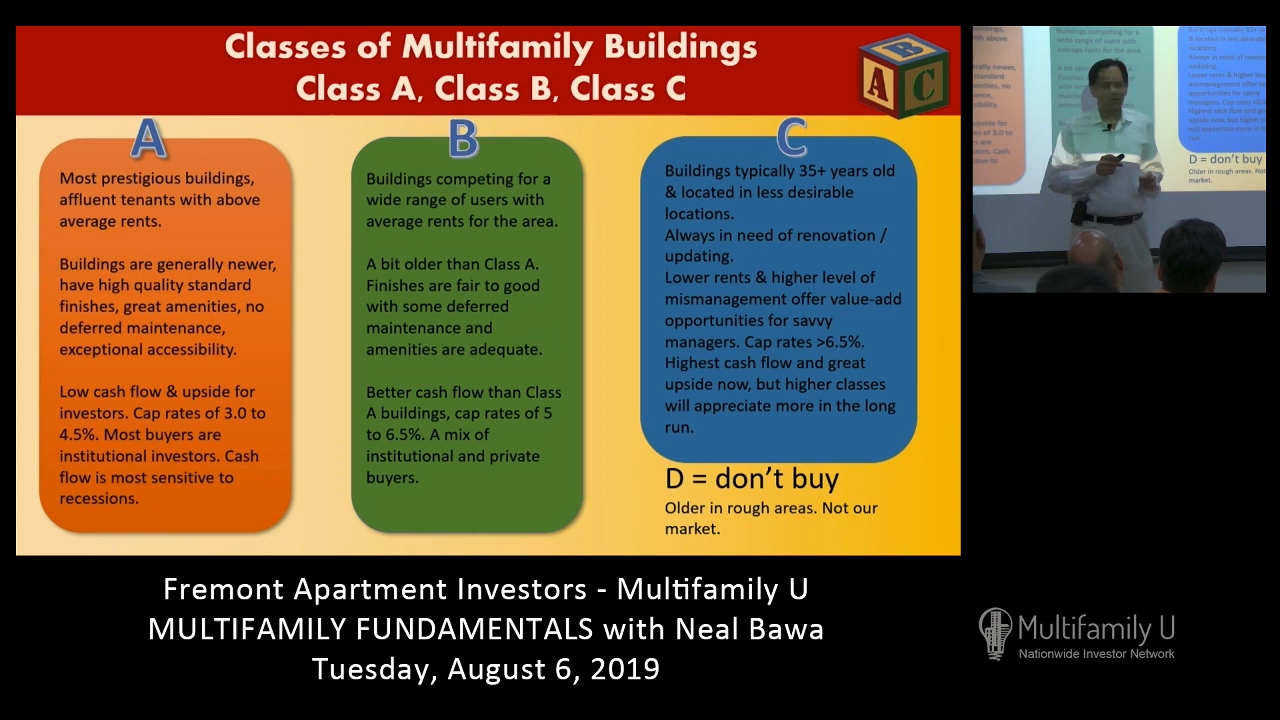 Classes of Multifamily Buildings
Class A, Class B, Class C
A
B
C
A
Most prestigious buildings,
affluent tenants with above
average rents.
Buildings are generally newer,
have high quality standard
finishes, great amenities, no
deferred maintenance,
exceptional accessibility.
Low cash flow & upside for
investors. Cap rates of 3.0 to
4.5%. Most buyers are
institutional investors. Cash
flow is most sensitive to
recessions.
B
Buildings competing for a
wide range of users with
average rents for the area.
A bit older than Class A.
Finishes are fair to good
with some deferred
maintenance and
amenities are adequate.
Better cash flow than Class
A buildings, cap rates of 5
to 6.5%. A mix of
institutional and private
buyers.
C
Buildings typically 35+ years old
& located in less desirable
locations.
Always in need of renovation /
updating.
Lower rents & higher level of
mismanagement offer value-add
opportunities for savvy
managers. Cap rates >6.5%.
Highest cash flow and great
upside now, but higher classes
will appreciate more in the long
run.
D = don't buy
Older in rough areas. Not our
market.
D = don't buy
Older in rough areas. Not
market.
Fremont Apartment Investors - Multifamily U
MULTIFAMILY FUNDAMENTALS with Neal Bawa
Tuesday, August 6, 2019
Multifamily U
Nationwide Investor Network